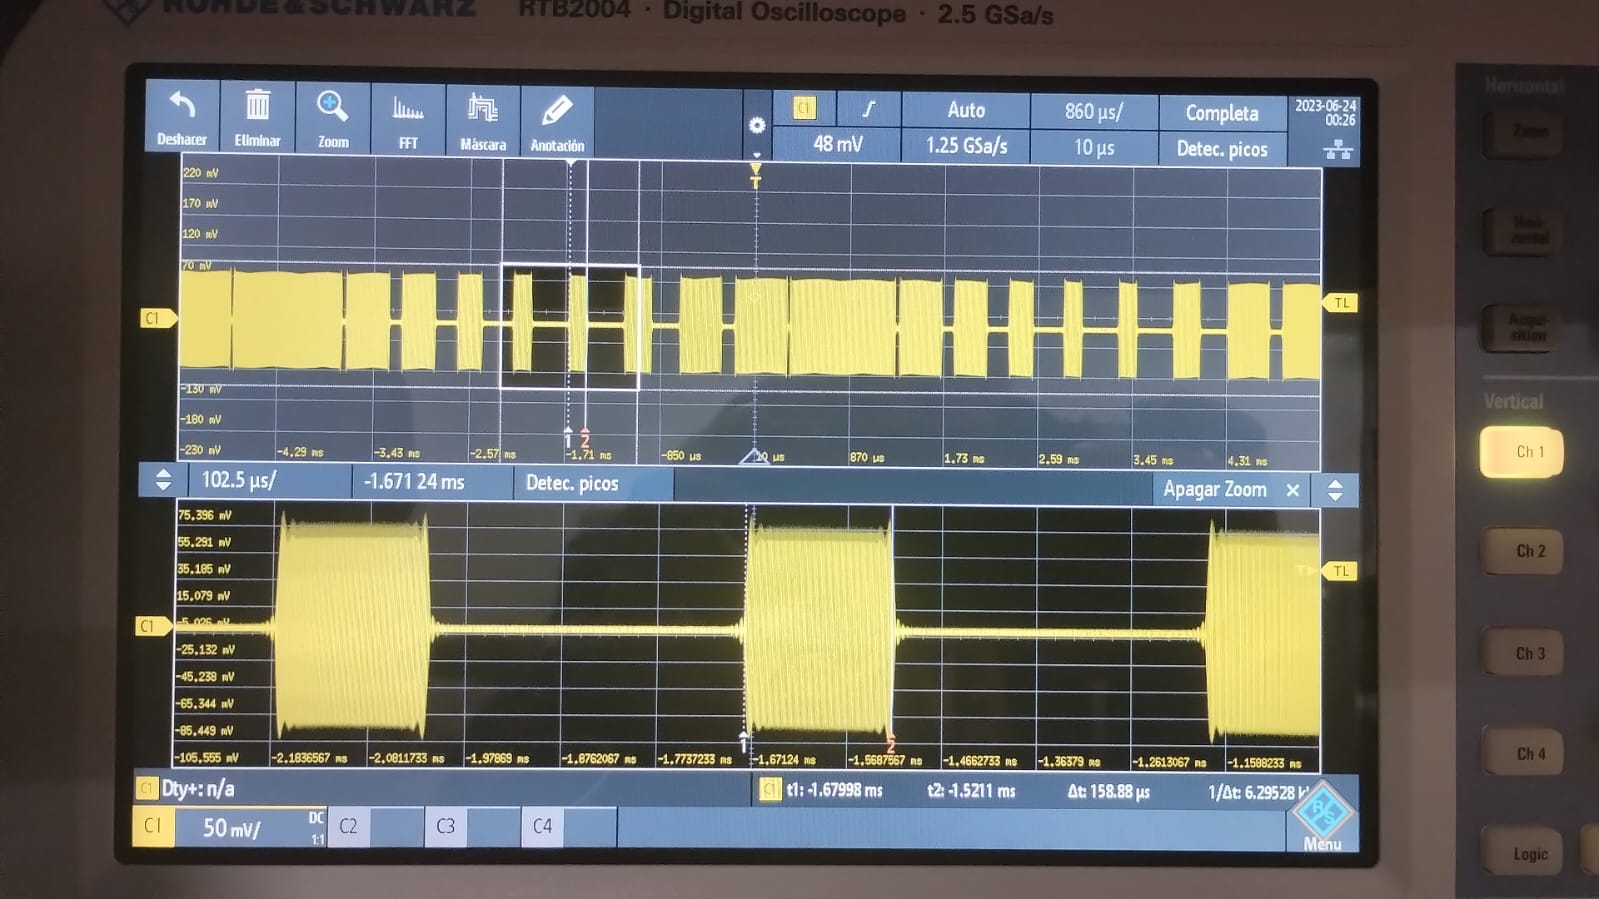 ROHDE&SCHWARZ RTB2004 · Digital Oscilloscope · 2.5 GSa/s
Horizontal
Deshacer Eliminar Zoom FFT Máscara Anotación
C1 Auto 860 µs/ Completa 2023-06-24
00:26
48 mV 1.25 GSa/s 10 µs Detec. picos
Zoom
220 mV
T
170 mV
120 mV
70 mV
C1
TL
-130 mV
-180 mV
1 2
-230 mV -4.29 ms -3.43 ms -2.57 ms -1.71 ms -850 µs 10 µs 870 µs 1.73 ms 2.59 ms 3.45 ms 4.31 ms
Acqui-
sition
Vertical
Ch 1
102.5 µs/ -1.671 24 ms Detec. picos Apagar Zoom ×
75.396 mV
55.291 mV
35.185 mV
T TL
15.079 mV
C1 -5.026 mV
-25.132 mV
-45.238 mV
-65.344 mV
-85.449 mV
1 2
-105.555 mV -2.1836567 ms -2.0811733 ms -1.97869 ms -1.8762067 ms -1.7737233 ms -1.67124 ms -1.5687567 ms -1.4662733 ms -1.36379 ms -1.2613067 ms -1.1588233 ms
Ch 2
Ch 3
Ch 4
C1 Dty+: n/a C1 t1: -1.67998 ms t2: -1.5211 ms Δt: 158.88 µs 1/Δt: 6.29528 k
C1 50 mV/ DC
1:1
C2 C3 C4
R/S
Menu
Logic